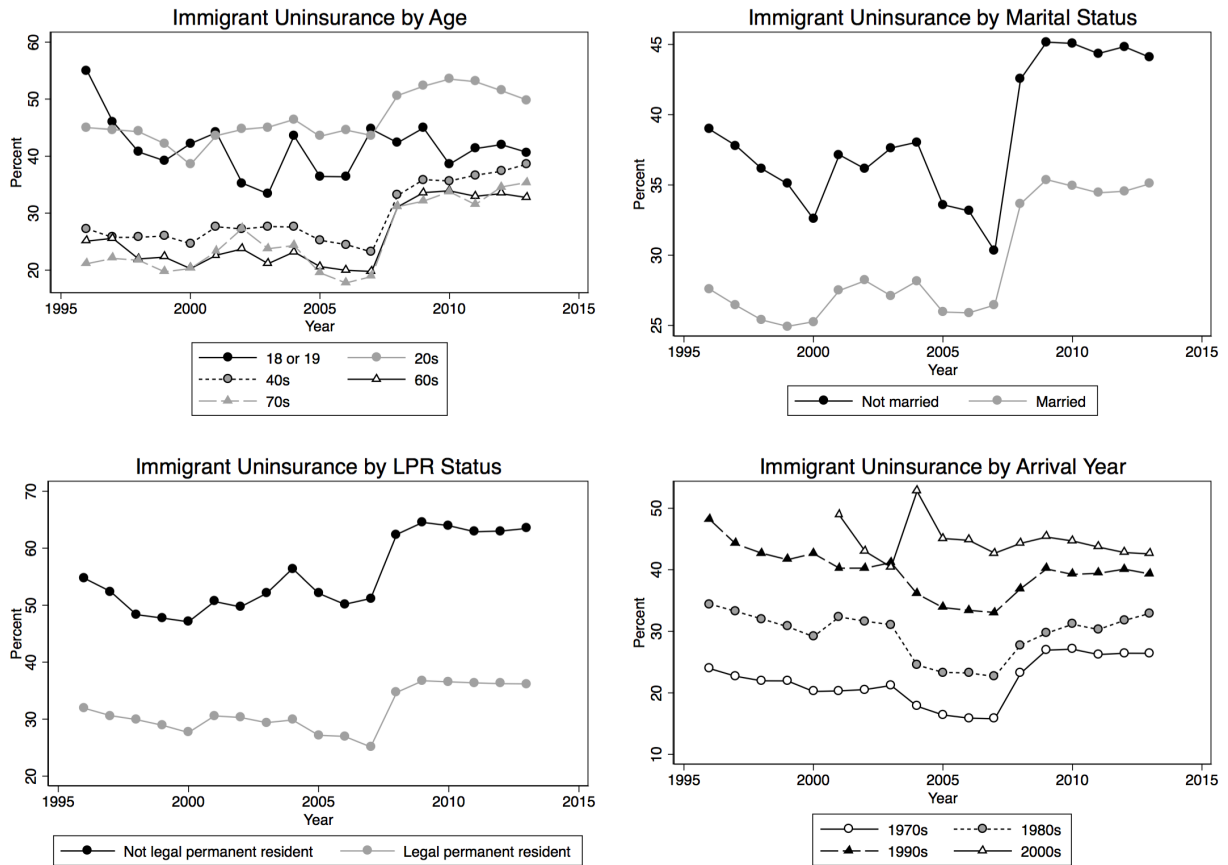 Immigrant Uninsurance by Age
Percent
60
50
40
30
20
1995
2000
2005
2010
2015
Year
18 or 19
20s
40s
60s
70s
Immigrant Uninsurance by Marital Status
Percent
45
40
35
30
25
1995
2000
2005
2010
2015
Year
Not married
Married
Immigrant Uninsurance by LPR Status
Percent
70
60
50
40
30
20
1995
2000
2005
2010
2015
Year
Not legal permanent resident
Legal permanent resident
Immigrant Uninsurance by Arrival Year
Percent
50
40
30
20
10
1995
2000
2005
2010
2015
Year
1970s
1980s
1990s
2000s